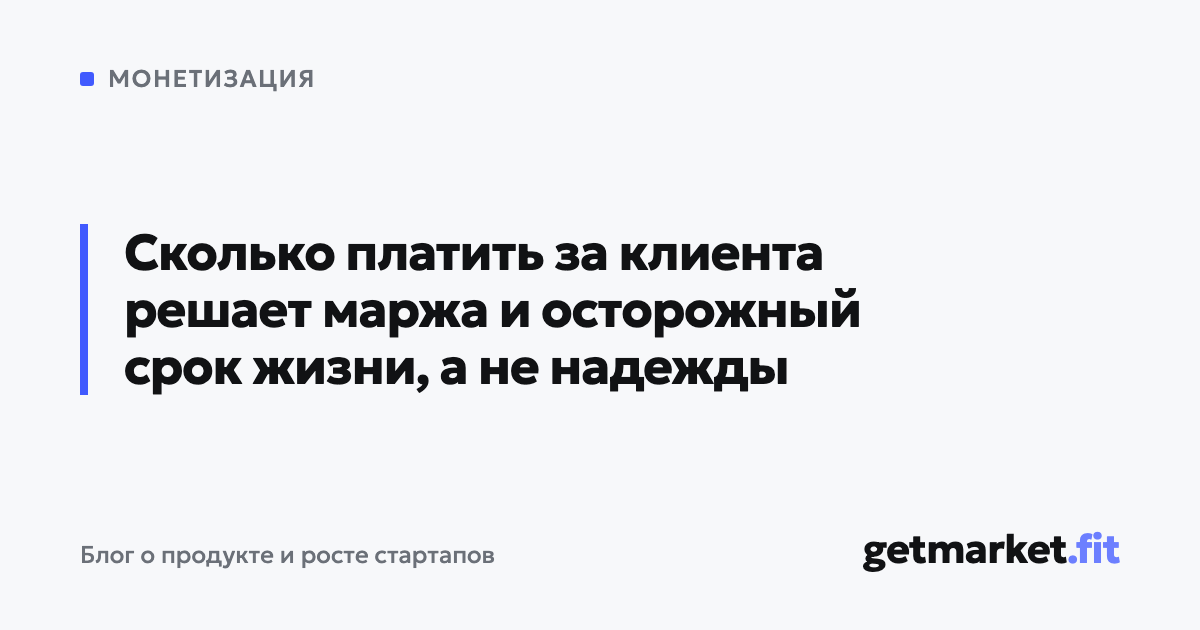 МОНЕТИЗАЦИЯ
Сколько платить за клиента
решает маржа и осторожный
срок жизни, а не надежды
Блог о продукте и росте стартапов
getmarket.fit